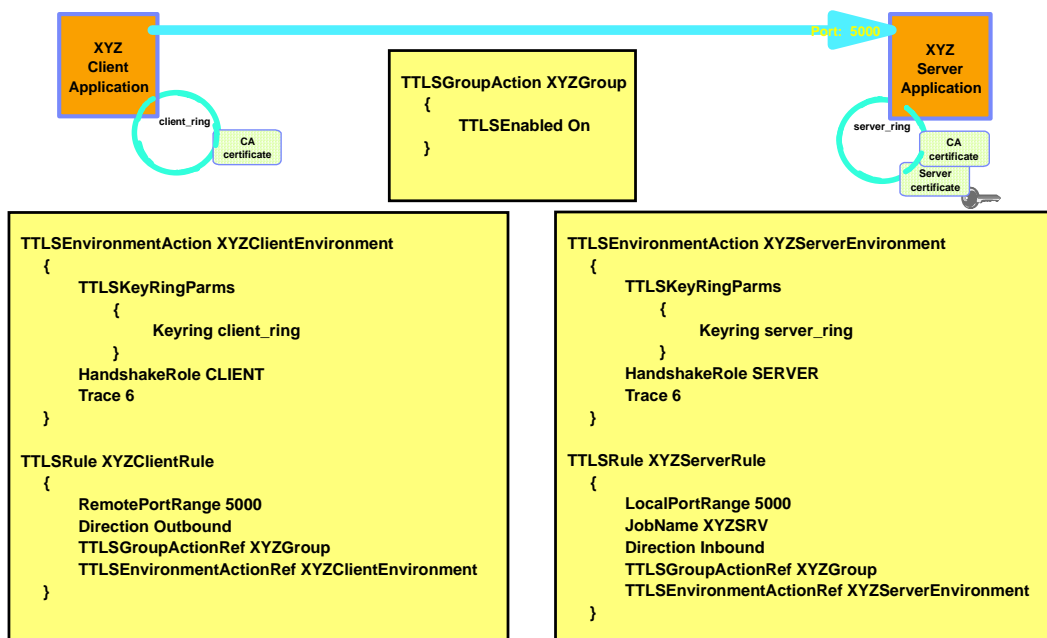 XYZ
Client
Application
Port: 5000
XYZ
Server
Application
client_ring
CA
certificate
TTLSGroupAction XYZGroup
{
TTLSEnabled On
}
server_ring
CA
certificate
Server
certificate
TTLSEnvironmentAction XYZClientEnvironment
{
TTLSKeyRingParms
{
Keyring client_ring
}
HandshakeRole CLIENT
Trace 6
}
TTLSRule XYZClientRule
{
RemotePortRange 5000
Direction Outbound
TTLSGroupActionRef XYZGroup
TTLSEnvironmentActionRef XYZClientEnvironment
}
TTLSEnvironmentAction XYZServerEnvironment
{
TTLSKeyRingParms
{
Keyring server_ring
}
HandshakeRole SERVER
Trace 6
}
TTLSRule XYZServerRule
{
LocalPortRange 5000
JobName XYZSRV
Direction Inbound
TTLSGroupActionRef XYZGroup
TTLSEnvironmentActionRef XYZServerEnvironment
}